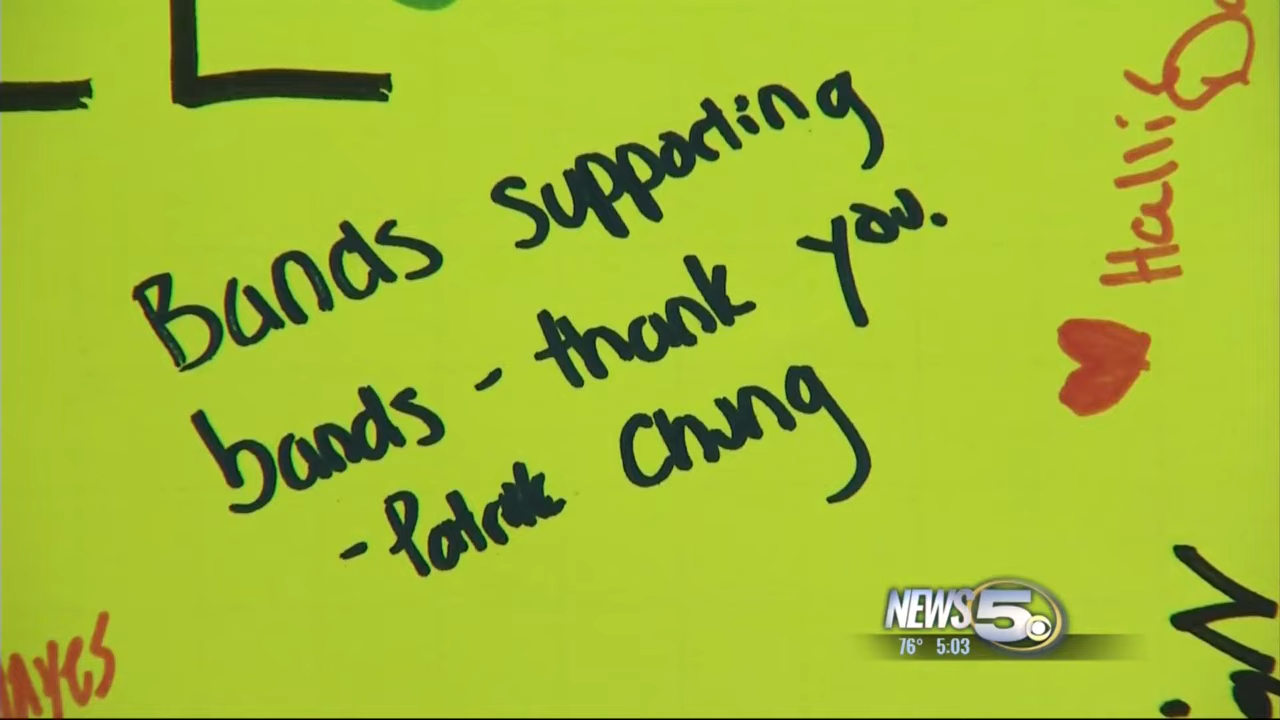 Bands supporting
bands - thank you.
- Patrick Chung
Halli
NEWS 5
76° 5:03